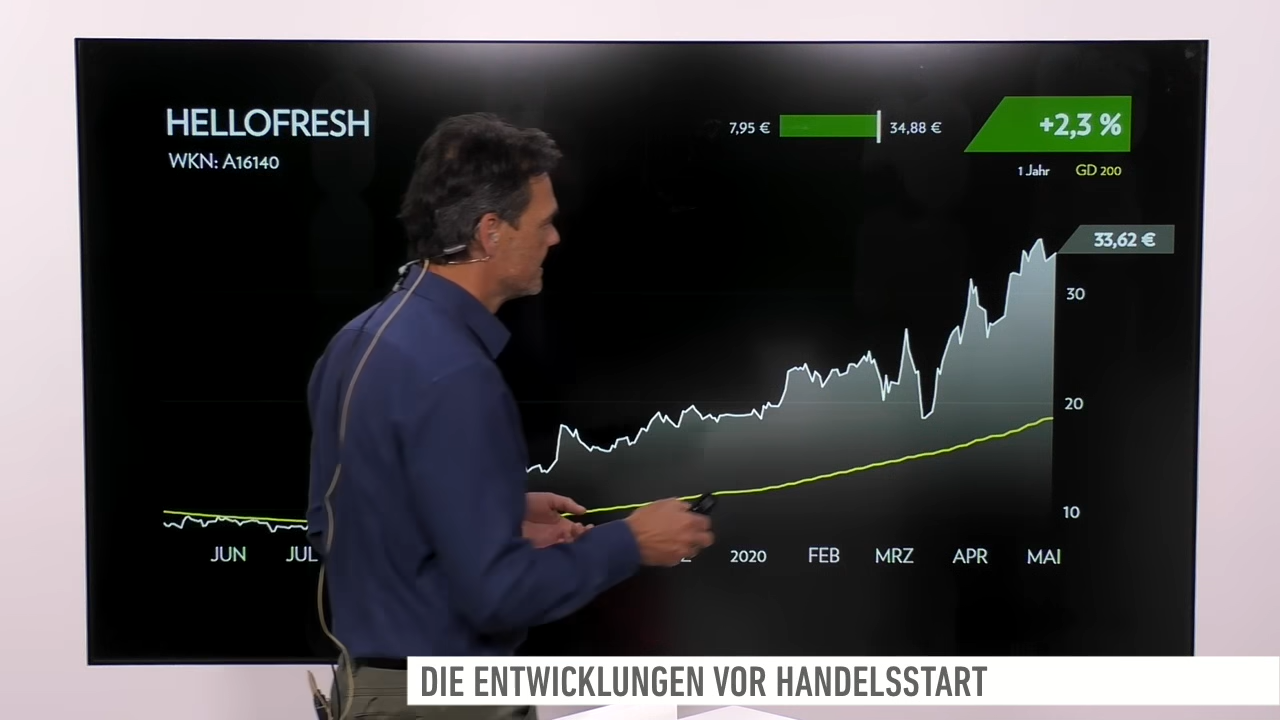 HELLOFRESH
WKN: A16140
7,95 € 34,88 €
+2,3 %
1 Jahr GD 200
33,62 €
30
20
10
JUN JUL 2020 FEB MRZ APR MAI
DIE ENTWICKLUNGEN VOR HANDELSSTART